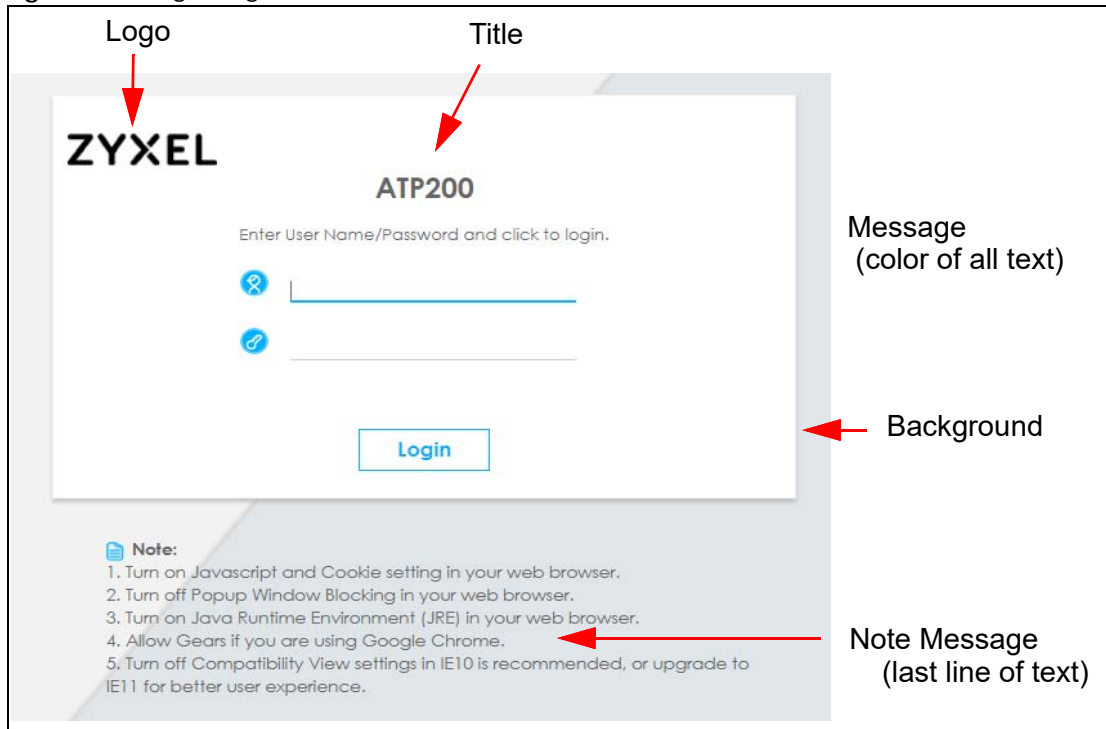 Logo
Title
ZYXEL
ATP200
Enter User Name/Password and click to login.
Message
(color of all text)
Background
Login
Note:
1. Turn on Javascript and Cookie setting in your web browser.
2. Turn off Popup Window Blocking in your web browser.
3. Turn on Java Runtime Environment (JRE) in your web browser.
4. Allow Gears if you are using Google Chrome.
5. Turn off Compatibility View settings in IE10 is recommended, or upgrade to
IE11 for better user experience.
Note Message
(last line of text)